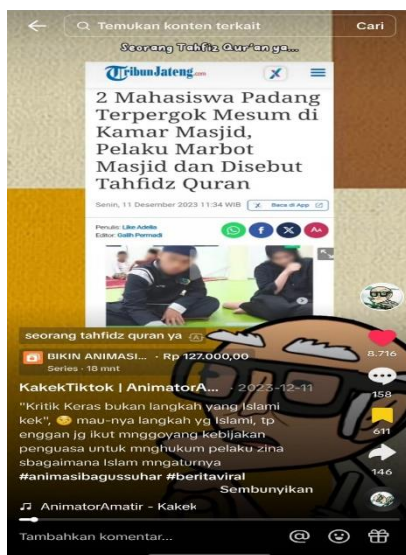 Temukan konten terkait
Cari
Seorang Tahfiz Qur'an ya...
TribunJateng.com
2 Mahasiswa Padang
Terpergok Mesum di
Kamar Masjid,
Pelaku Marbot
Masjid dan Disebut
Tahfidz Quran
Senin, 11 Desember 2023 11:34 WIB
Baca di App
Penulis: Like Adelia
Editor: Galih Permadi
seorang tahfidz quran ya
BIKIN ANIMASI... · Rp 127.000,00
Series · 18 mnt
KakekTiktok | AnimatorA... · 2023-12-11
"Kritik Keras bukan langkah yang Islami
kek", mau-nya langkah yg Islami, tp
enggan jg ikut mnggoyang kebijakan
penguasa untuk mnghukum pelaku zina
sbagaimana Islam mngaturnya
#animasibagussuhar #beritaviral
Sembunyikan
AnimatorAmatir - Kakek
8.716
158
611
146
Tambahkan komentar...